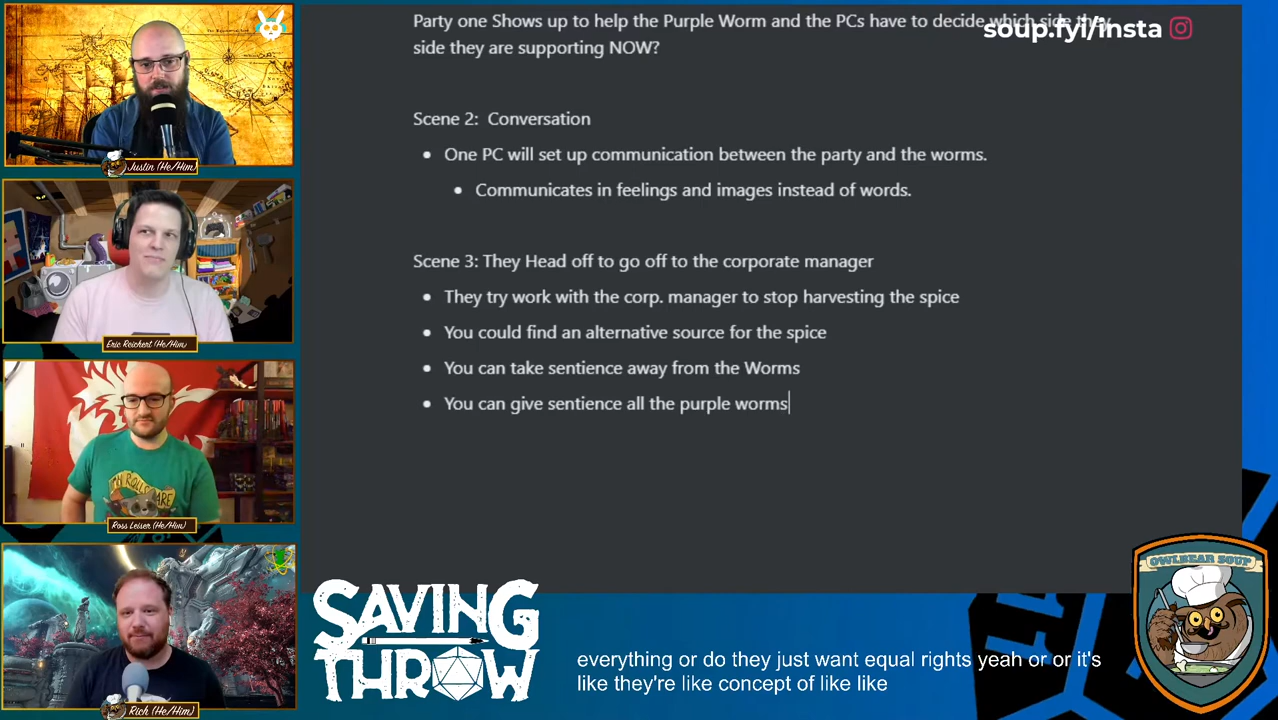 Party one Shows up to help the Purple Worm and the PCs have to decide which side they
side they are supporting NOW?
soup.fyi/insta
Scene 2: Conversation
One PC will set up communication between the party and the worms.
Communicates in feelings and images instead of words.
Scene 3: They Head off to go off to the corporate manager
They try work with the corp. manager to stop harvesting the spice
You could find an alternative source for the spice
You can take sentience away from the Worms
You can give sentience all the purple worms
Justin (He/Him)
Eric Reichert (He/Him)
Ross Leiser (He/Him)
Rich (He/Him)
SAVING
THROW
everything or do they just want equal rights yeah or or it's
like they're like concept of like like
OWLBEAR SOUP